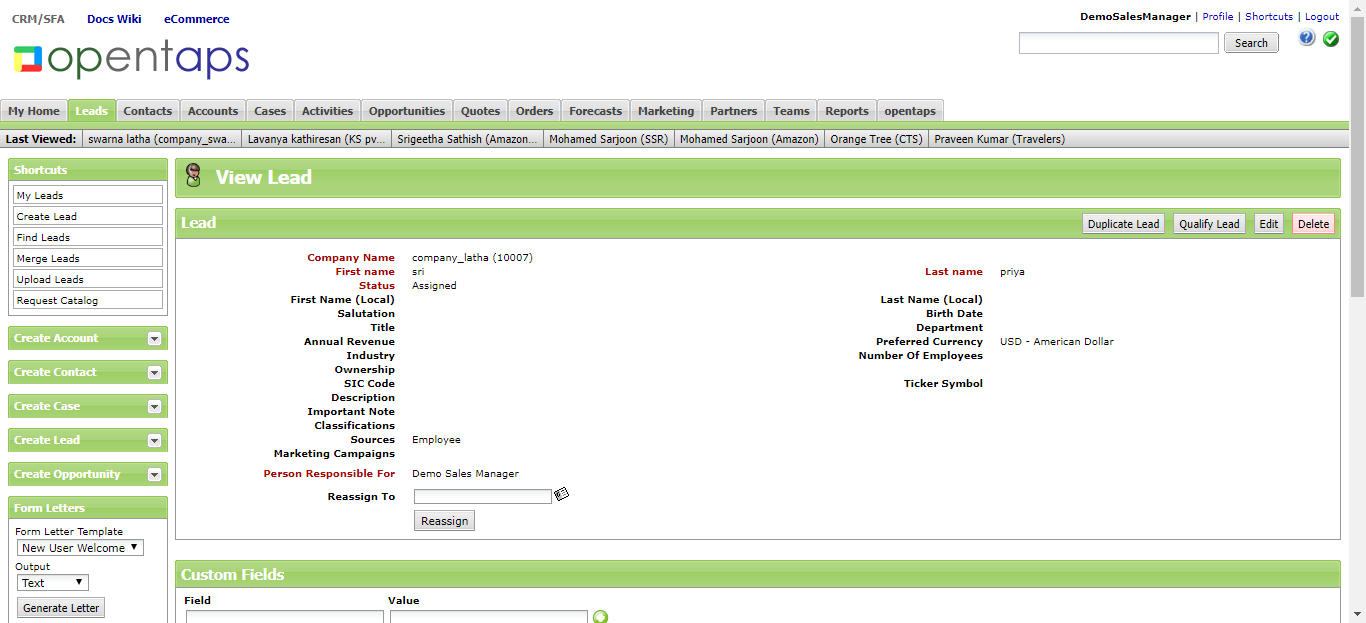 CRM/SFA Docs Wiki eCommerce
DemoSalesManager | Profile | Shortcuts | Logout
opentaps
Search
My Home Leads Contacts Accounts Cases Activities Opportunities Quotes Orders Forecasts Marketing Partners Teams Reports opentaps
Last Viewed: swarna latha (company_swa... Lavanya kathiresan (KS pv... Srigeetha Sathish (Amazon... Mohamed Sarjoon (SSR) Mohamed Sarjoon (Amazon) Orange Tree (CTS) Praveen Kumar (Travelers)
Shortcuts
My Leads
Create Lead
Find Leads
Merge Leads
Upload Leads
Request Catalog
Create Account
Create Contact
Create Case
Create Lead
Create Opportunity
Form Letters
Form Letter Template
New User Welcome
Output
Text
Generate Letter
View Lead
Lead Duplicate Lead Qualify Lead Edit Delete
Company Name company_latha (10007)
First name sri Last name priya
Status Assigned
First Name (Local) Last Name (Local)
Salutation Birth Date
Title Department
Annual Revenue Preferred Currency USD - American Dollar
Industry Number Of Employees
Ownership
SIC Code Ticker Symbol
Description
Important Note
Classifications
Sources Employee
Marketing Campaigns
Person Responsible For Demo Sales Manager
Reassign To
Reassign
Custom Fields
Field Value